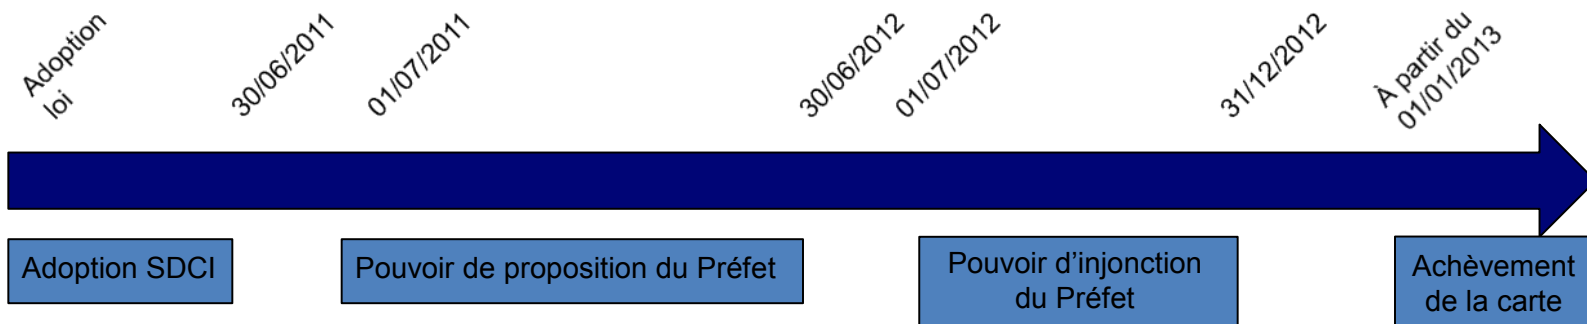 Adoption
loi
30/06/2011
01/07/2011
30/06/2012
01/07/2012
31/12/2012
À partir du
01/01/2013
Adoption SDCI
Pouvoir de proposition du Préfet
Pouvoir d’injonction
du Préfet
Achèvement
de la carte